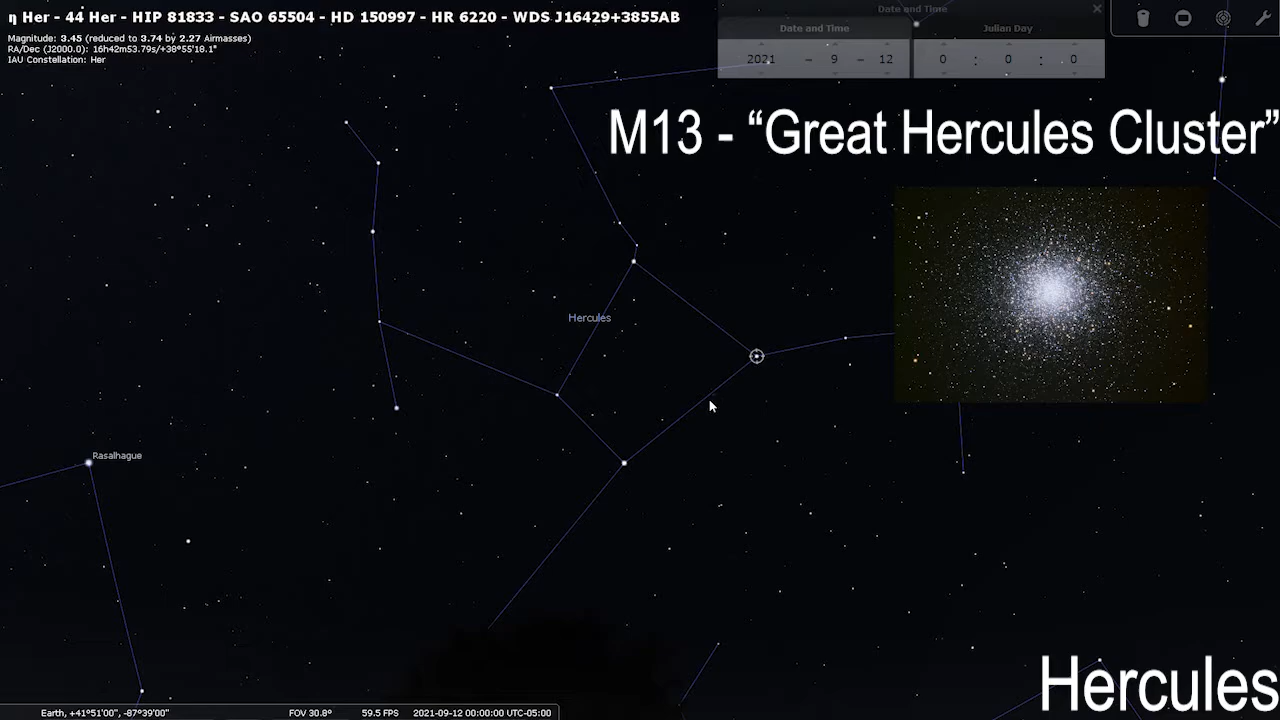 η Her - 44 Her - HIP 81833 - SAO 65504 - HD 150997 - HR 6220 - WDS J16429+3855AB
Magnitude: 3.45 (reduced to 3.74 by 2.27 Airmasses)
RA/Dec (J2000.0): 16h42m53.79s/+38°55'18.1"
IAU Constellation: Her
Date and Time
Date and Time Julian Day
2021 - 9 - 12 0 : 0 : 0
M13 - “Great Hercules Cluster”
Hercules
Rasalhague
Hercules
Earth, +41°51'00", -87°39'00" FOV 30.8° 59.5 FPS 2021-09-12 00:00:00 UTC-05:00